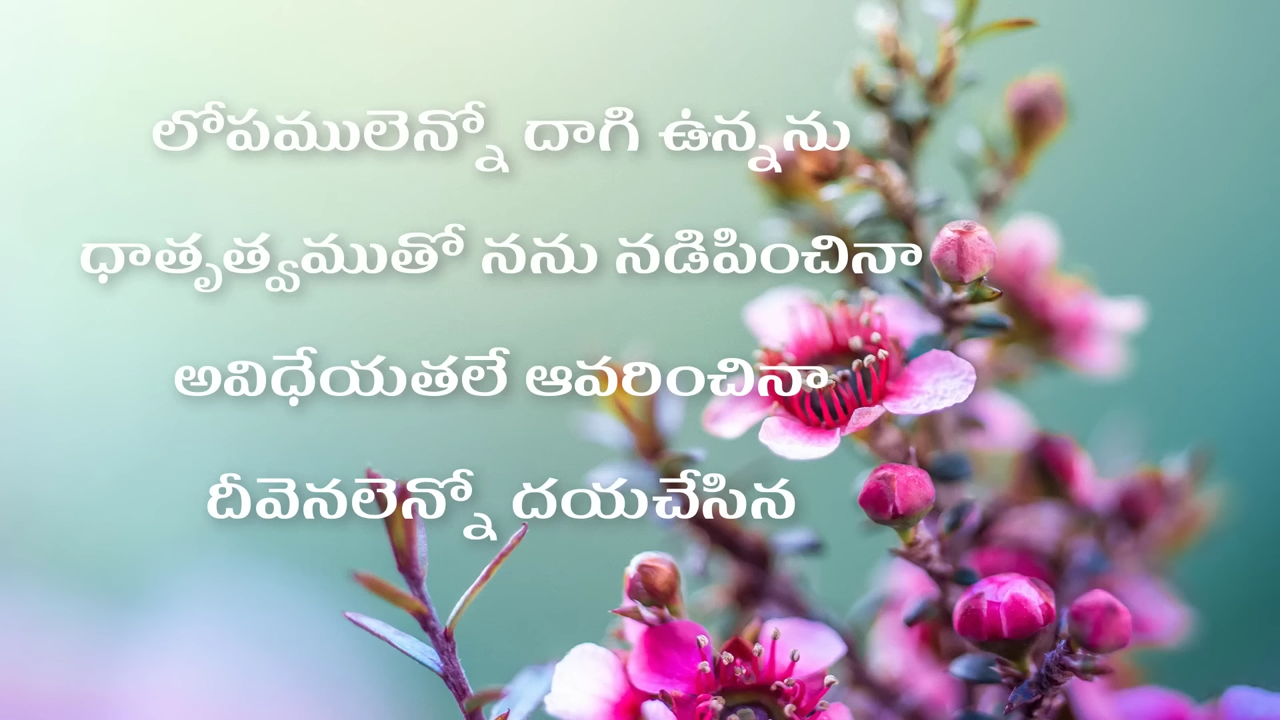 లోపములెన్నో దాగి ఉన్నను
ధాతృత్వముతో నను నడిపించినా
అవిధేయతలే ఆవరించినా
దీవెనలెన్నో దయచేసిన